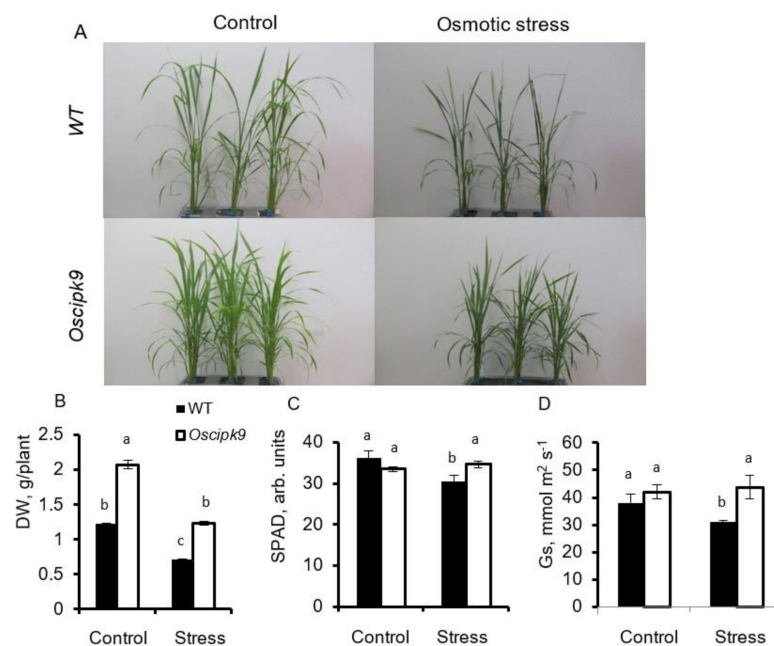 A
Control
Osmotic stress
WT
Oscipk9
B
WT
Oscipk9
DW, g/plant
2.5
2
1.5
1
0.5
0
b
a
c
b
Control
Stress
C
SPAD, arb. units
40
30
20
10
0
a
a
b
a
Control
Stress
D
Gs, mmol m² s⁻¹
60
50
40
30
20
10
0
a
a
b
a
Control
Stress